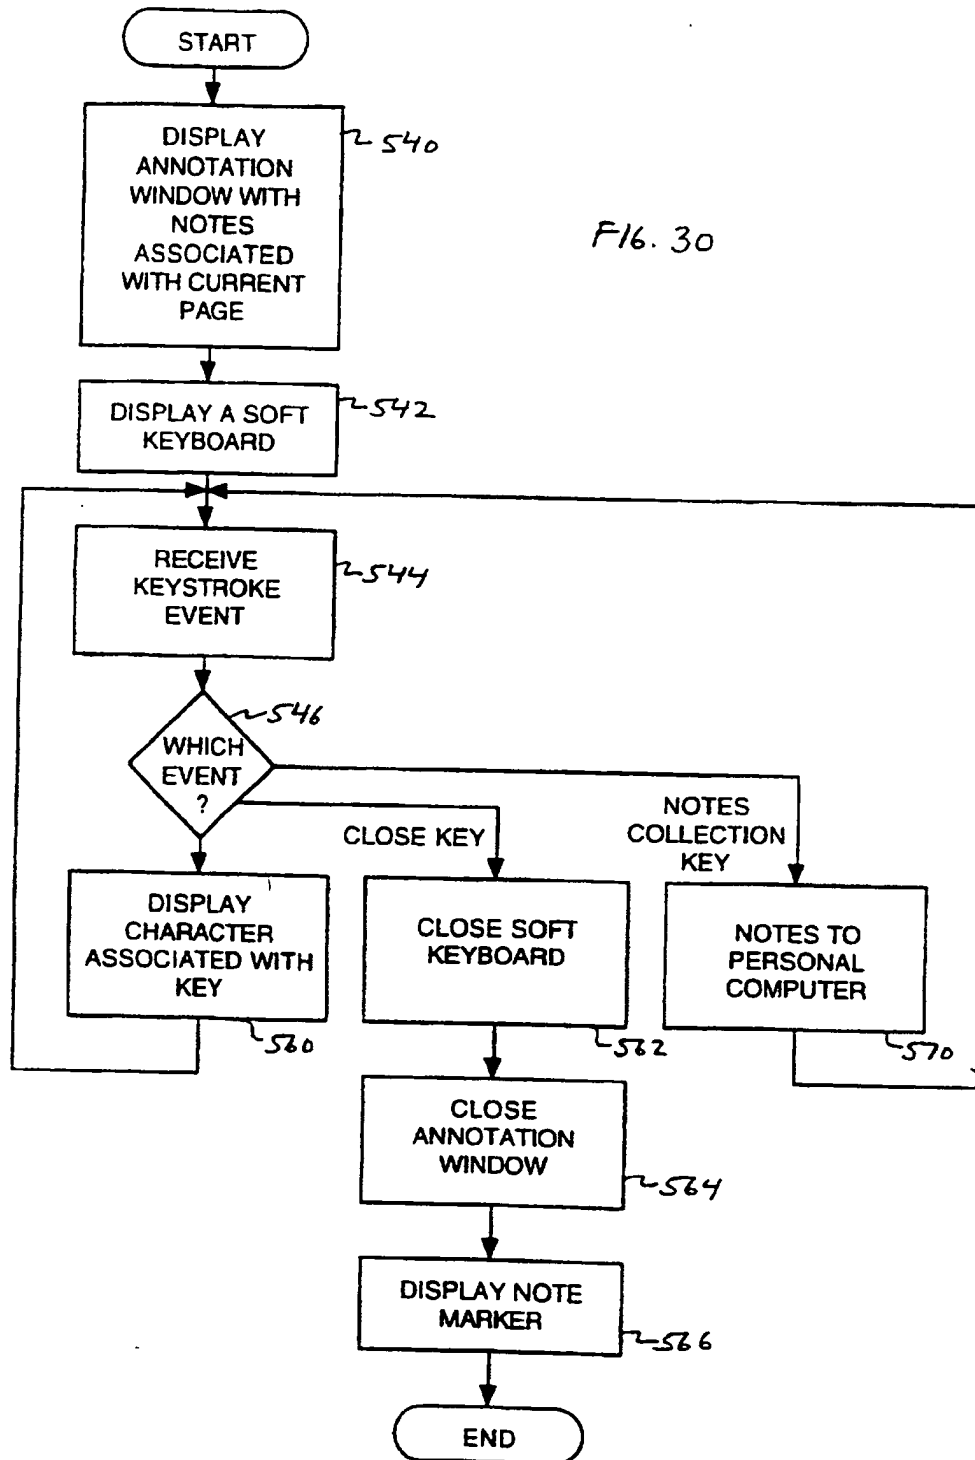 START
DISPLAY
ANNOTATION
WINDOW WITH
NOTES
ASSOCIATED
WITH CURRENT
PAGE
540
FIG. 30
DISPLAY A SOFT
KEYBOARD
542
RECEIVE
KEYSTROKE
EVENT
544
WHICH
EVENT
?
546
CLOSE KEY
NOTES
COLLECTION
KEY
DISPLAY
CHARACTER
ASSOCIATED WITH
KEY
560
CLOSE SOFT
KEYBOARD
562
NOTES TO
PERSONAL
COMPUTER
570
CLOSE
ANNOTATION
WINDOW
564
DISPLAY NOTE
MARKER
566
END